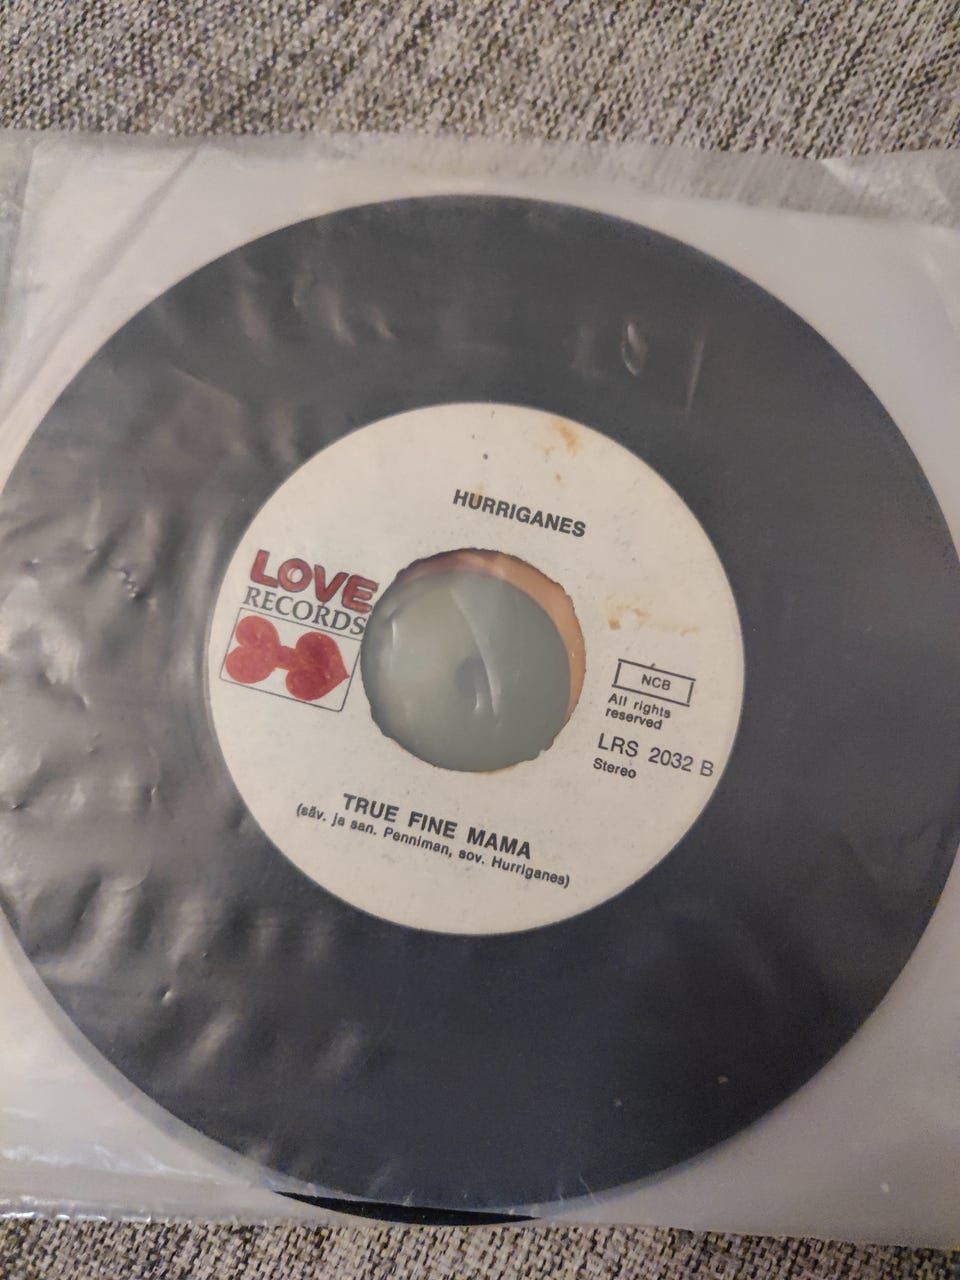 HURRIGANES
LOVE
RECORDS
NCB
All rights
reserved
LRS 2032 B
Stereo
TRUE FINE MAMA
(säv. ja san. Penniman, sov. Hurriganes)